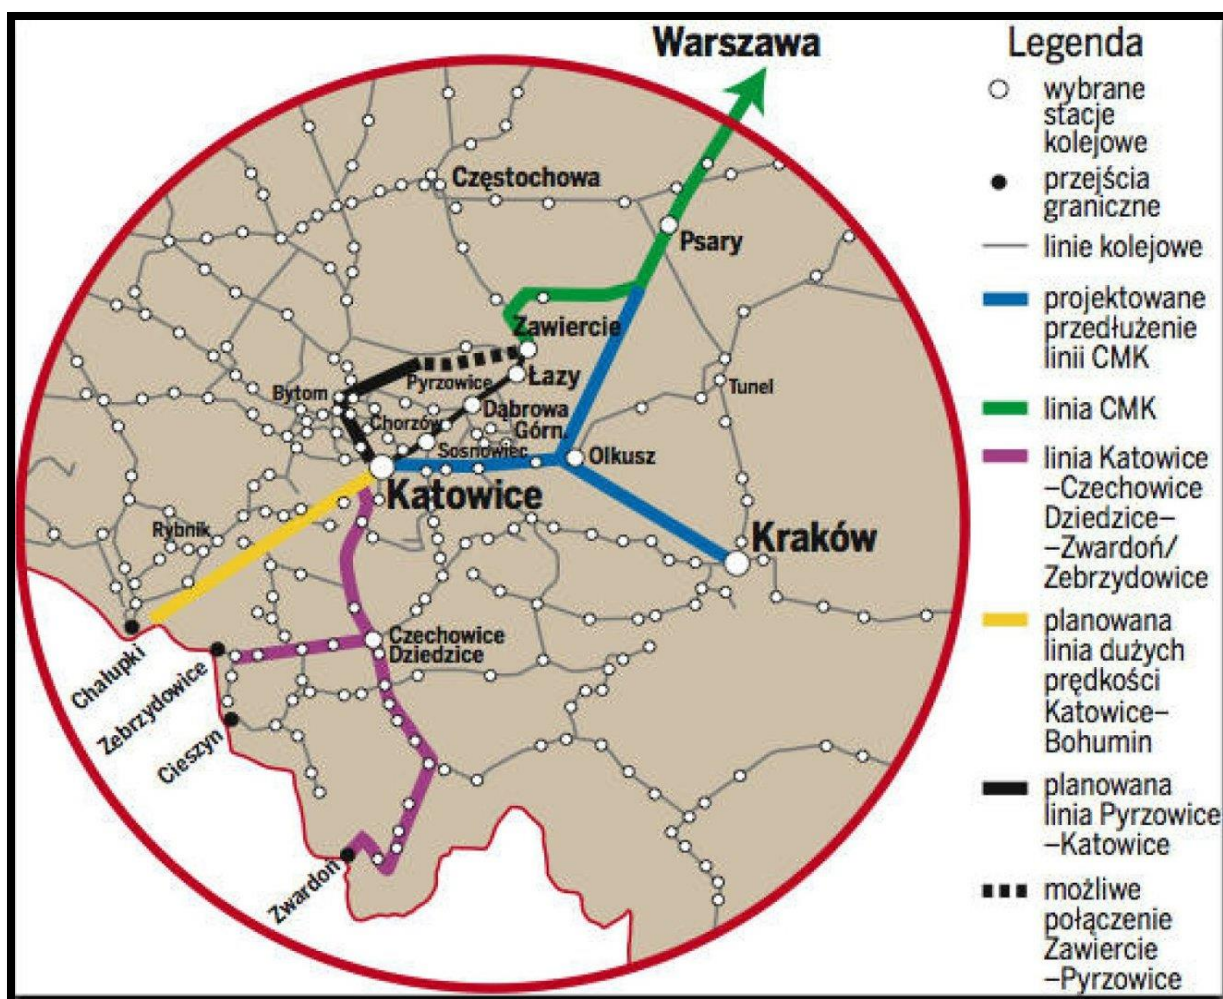 Warszawa
Częstochowa
Psary
Zawiercie
Łazy
Pyrzowice
Bytom
Dąbrowa
Górn.
Chorzów
Sosnowiec
Tunel
Olkusz
Katowice
Kraków
Rybnik
Czechowice
Dziedzice
Chałupki
Zebrzydowice
Cieszyn
Zwardoń
Legenda
wybrane
stacje
kolejowe
przejścia
graniczne
linie kolejowe
projektowane
przedłużenie
linii CMK
linia CMK
linia Katowice
–Czechowice
Dziedzice–
–Zwardoń/
Zebrzydowice
planowana
linia dużych
prędkości
Katowice–
Bohumin
planowana
linia Pyrzowice
–Katowice
możliwe
połączenie
Zawiercie
–Pyrzowice